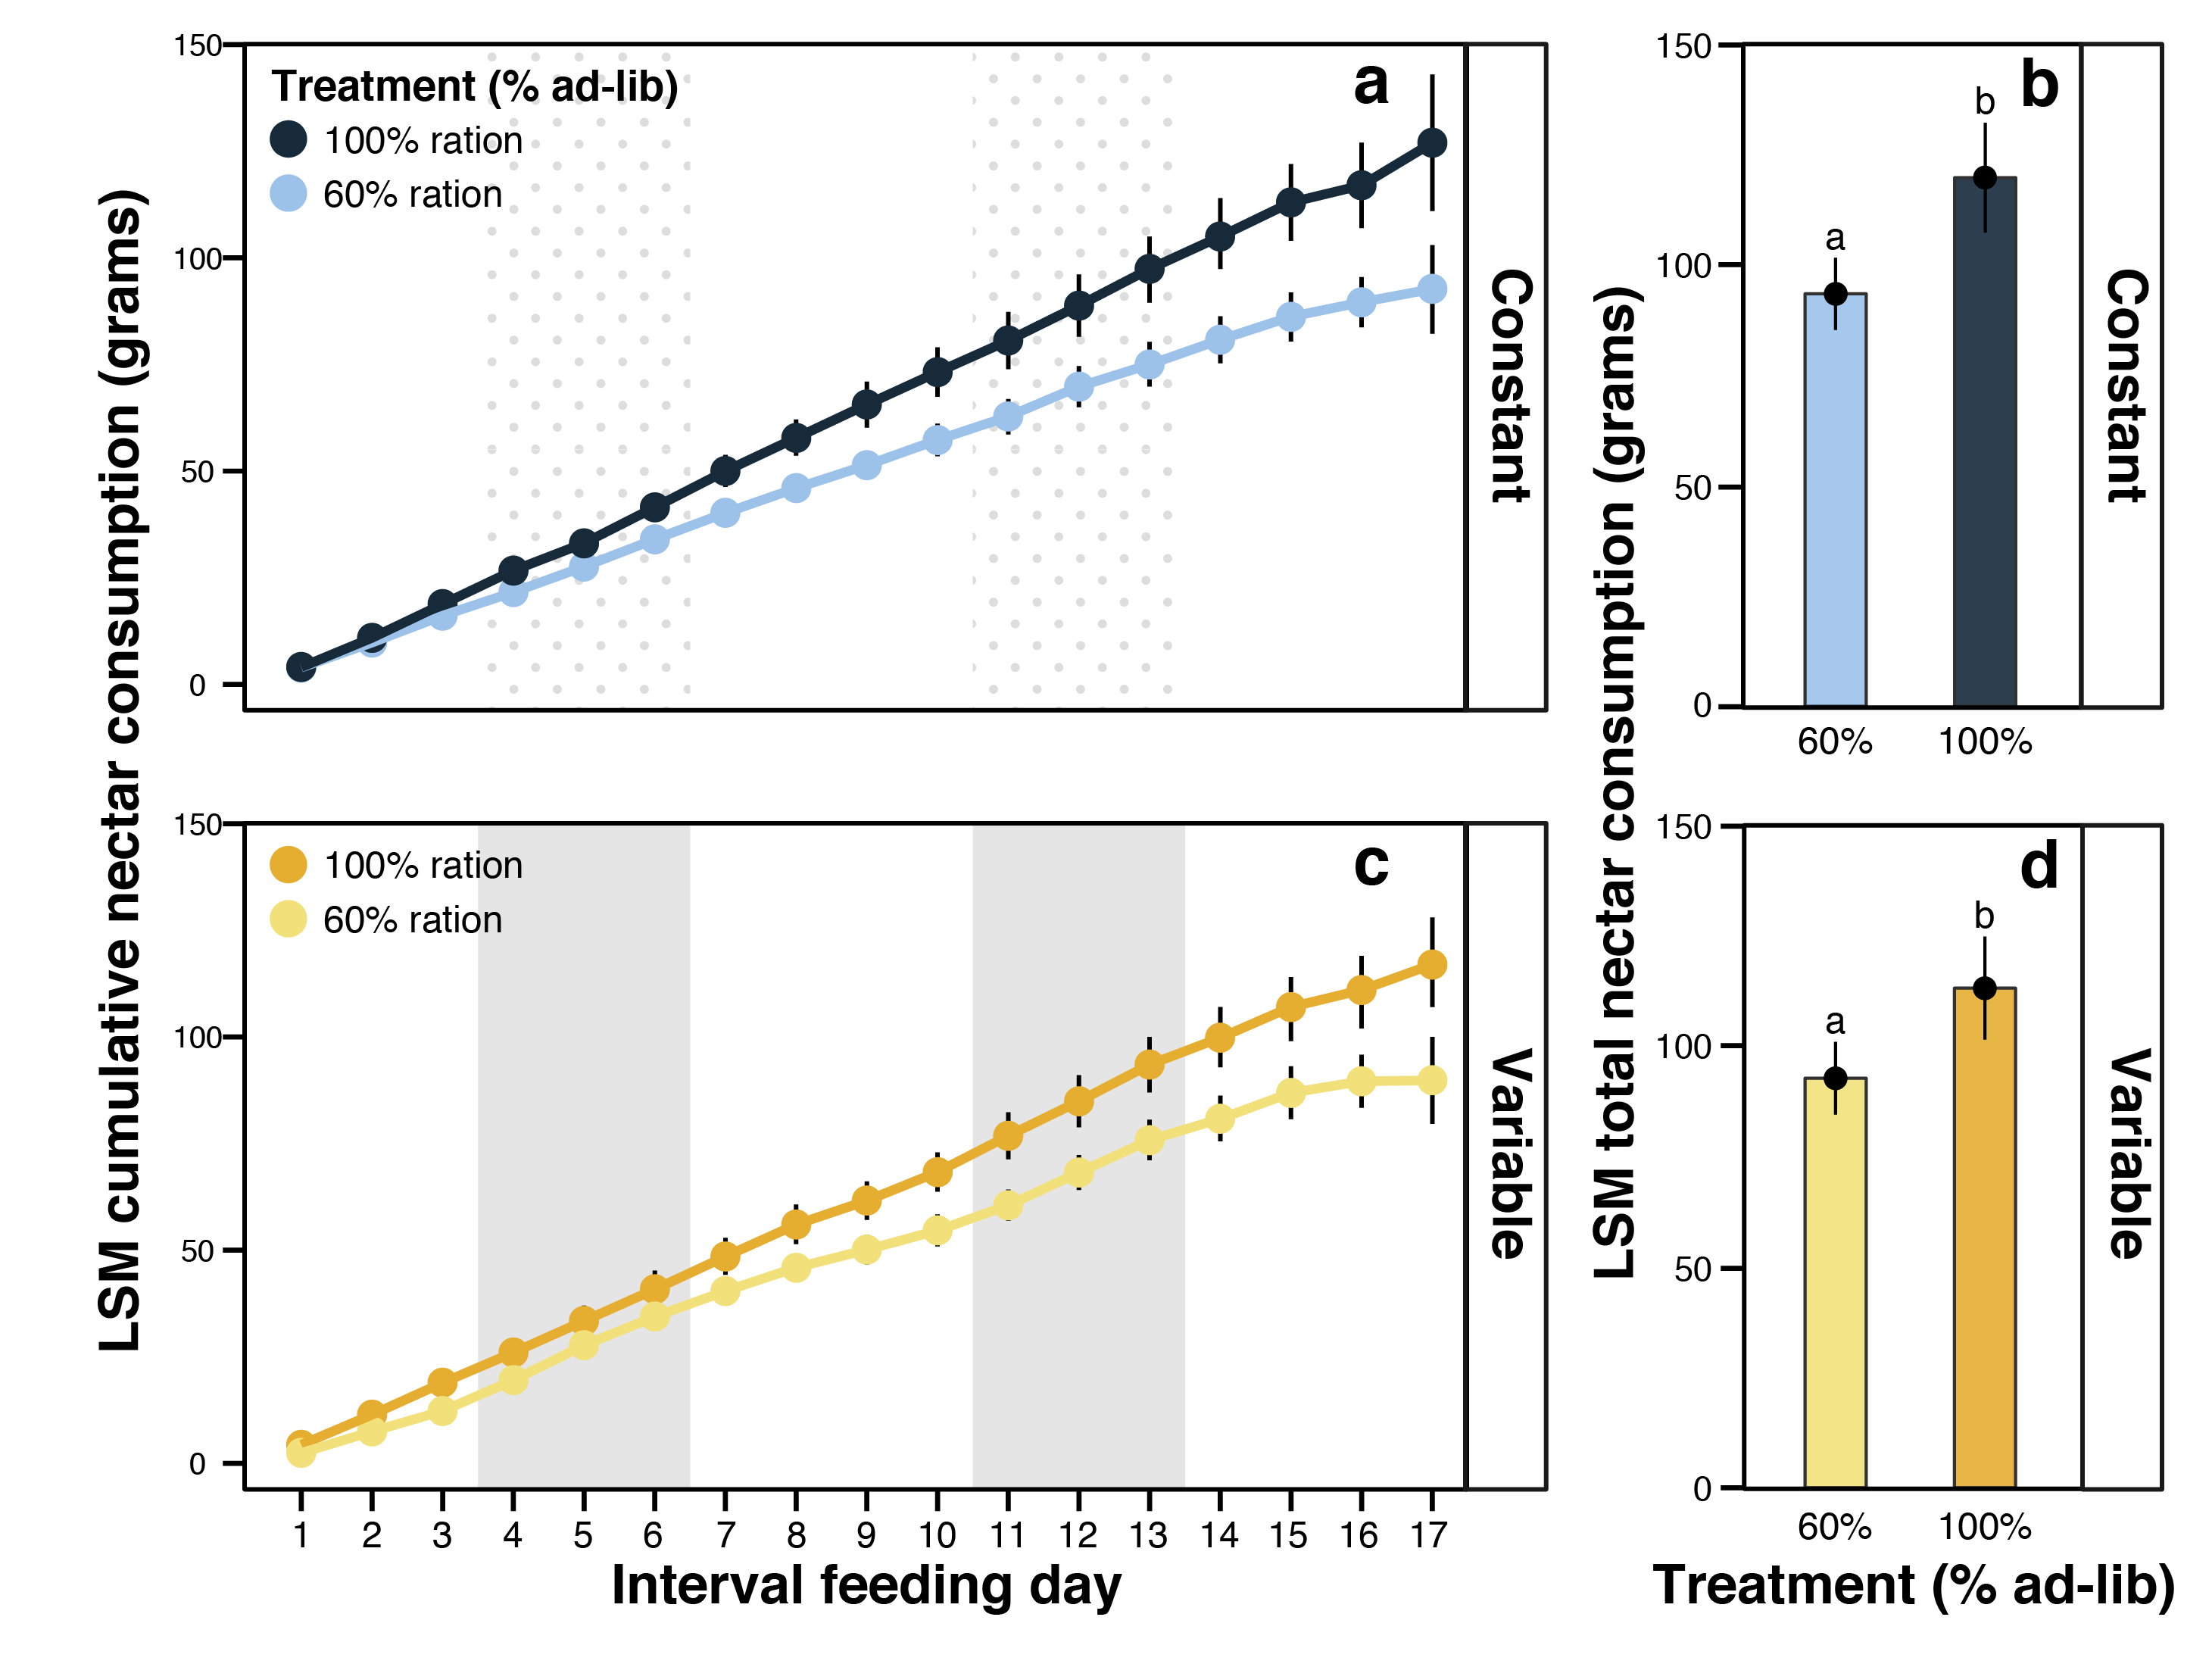 LSM cumulative nectar consumption (grams)
150
100
50
0
Treatment (% ad-lib)
100% ration
60% ration
a
Constant
LSM total nectar consumption (grams)
150
100
50
0
a
b
b
60%
100%
Constant
150
100
50
0
100% ration
60% ration
c
Variable
1 2 3 4 5 6 7 8 9 10 11 12 13 14 15 16 17
Interval feeding day
150
100
50
0
a
b
d
60%
100%
Variable
Treatment (% ad-lib)